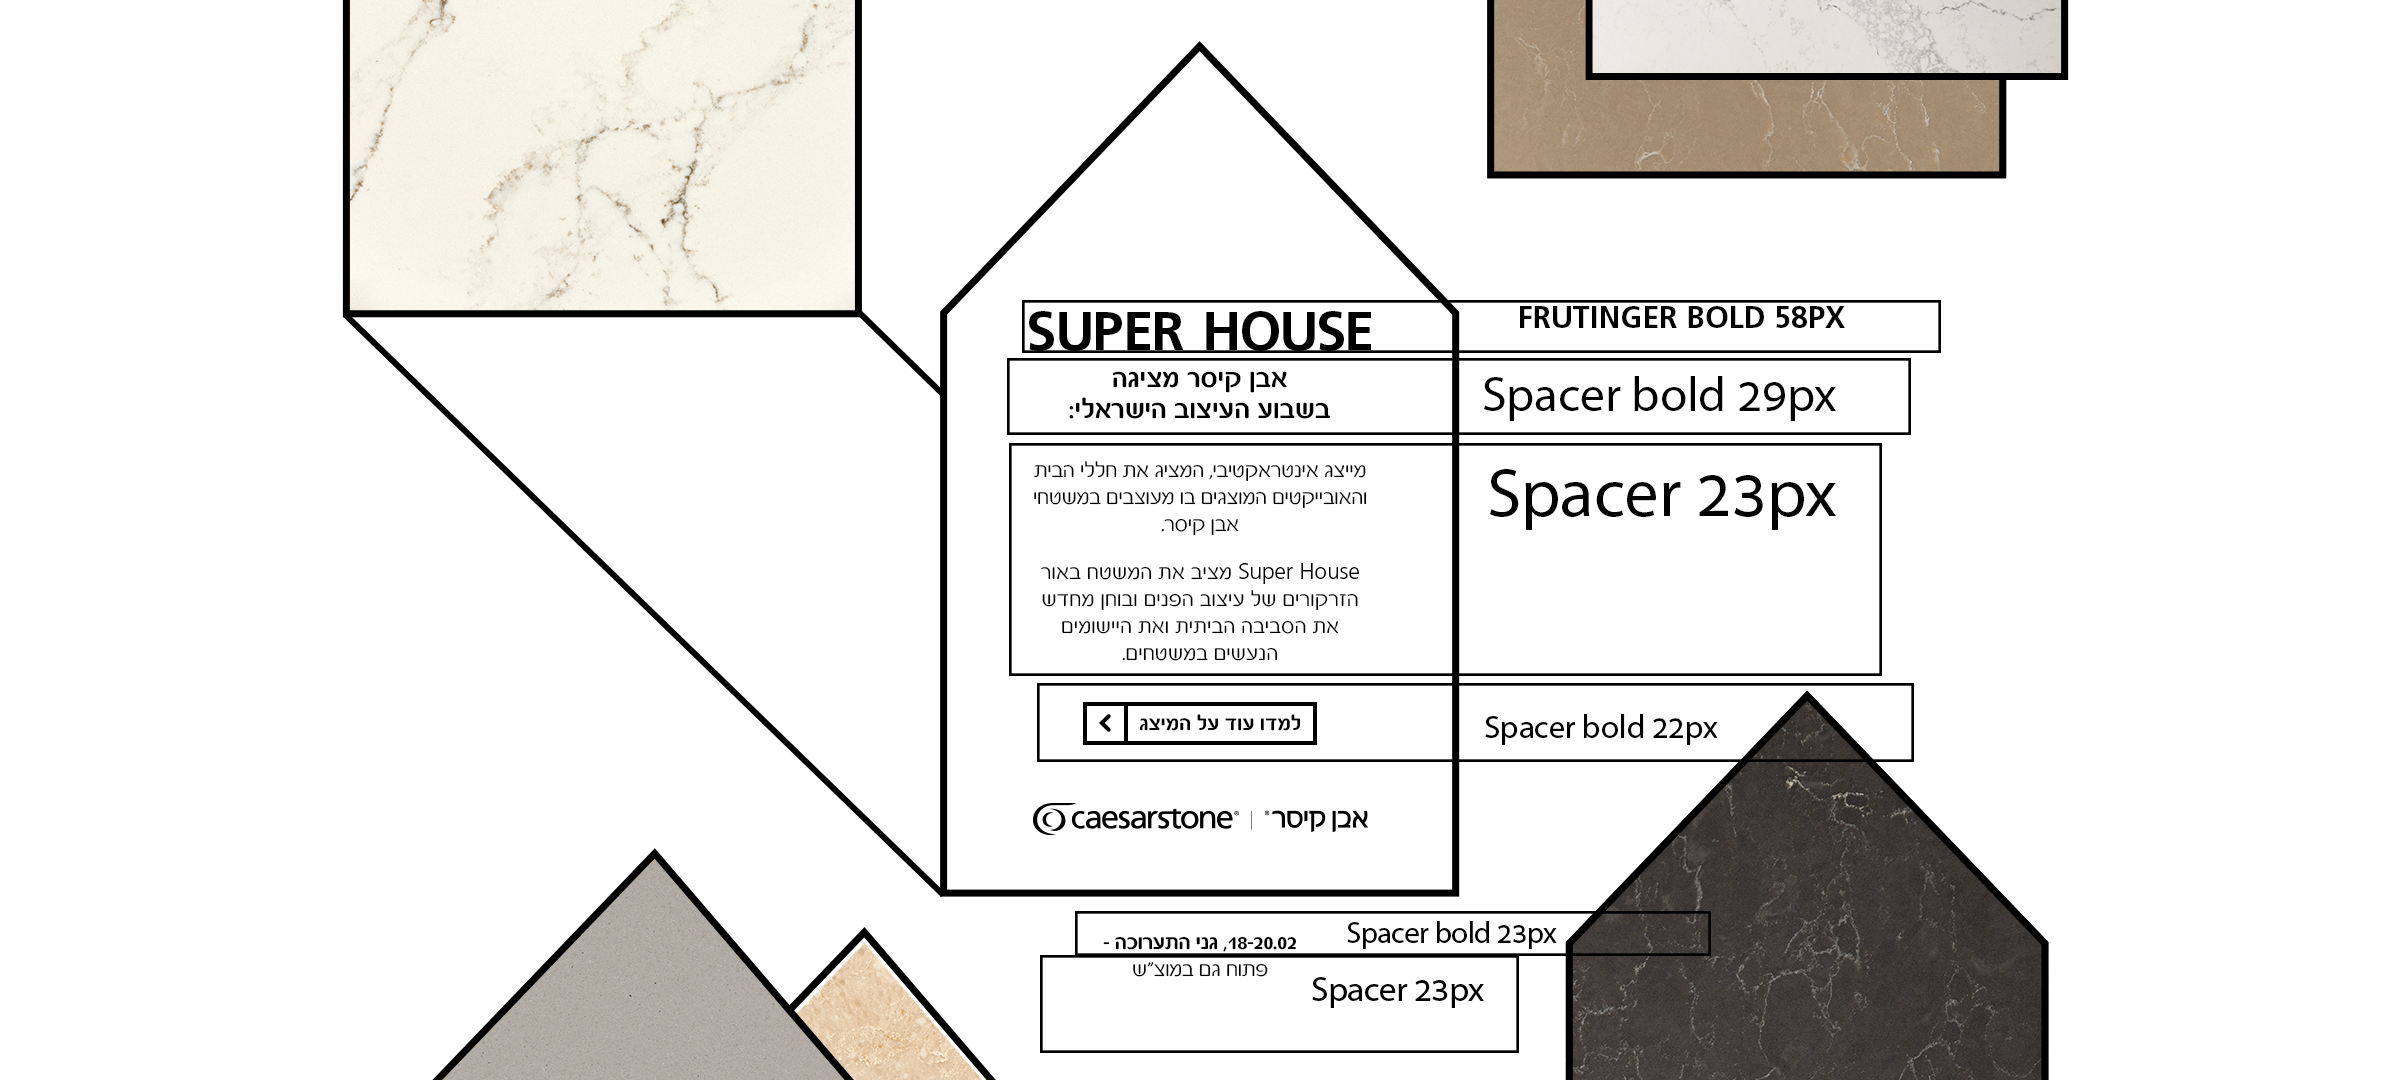 SUPER HOUSE
FRUTINGER BOLD 58PX
אבן קיסר מציגה
בשבוע העיצוב הישראלי:
Spacer bold 29px
מייצג אינטראקטיבי, המציג את חללי הבית
והאובייקטים המוצגים בו מעוצבים במשטחי
אבן קיסר.
Spacer 23px
Super House מציב את המשטח באור
הזרקורים של עיצוב הפנים ובוחן מחדש
את הסביבה הביתית ואת היישומים
הנעשים במשטחים.
למדו עוד על המיצג
Spacer bold 22px
caesarstone® | אבן קיסר®
18-20.02, גני התערוכה -
Spacer bold 23px
פתוח גם במוצ"ש
Spacer 23px